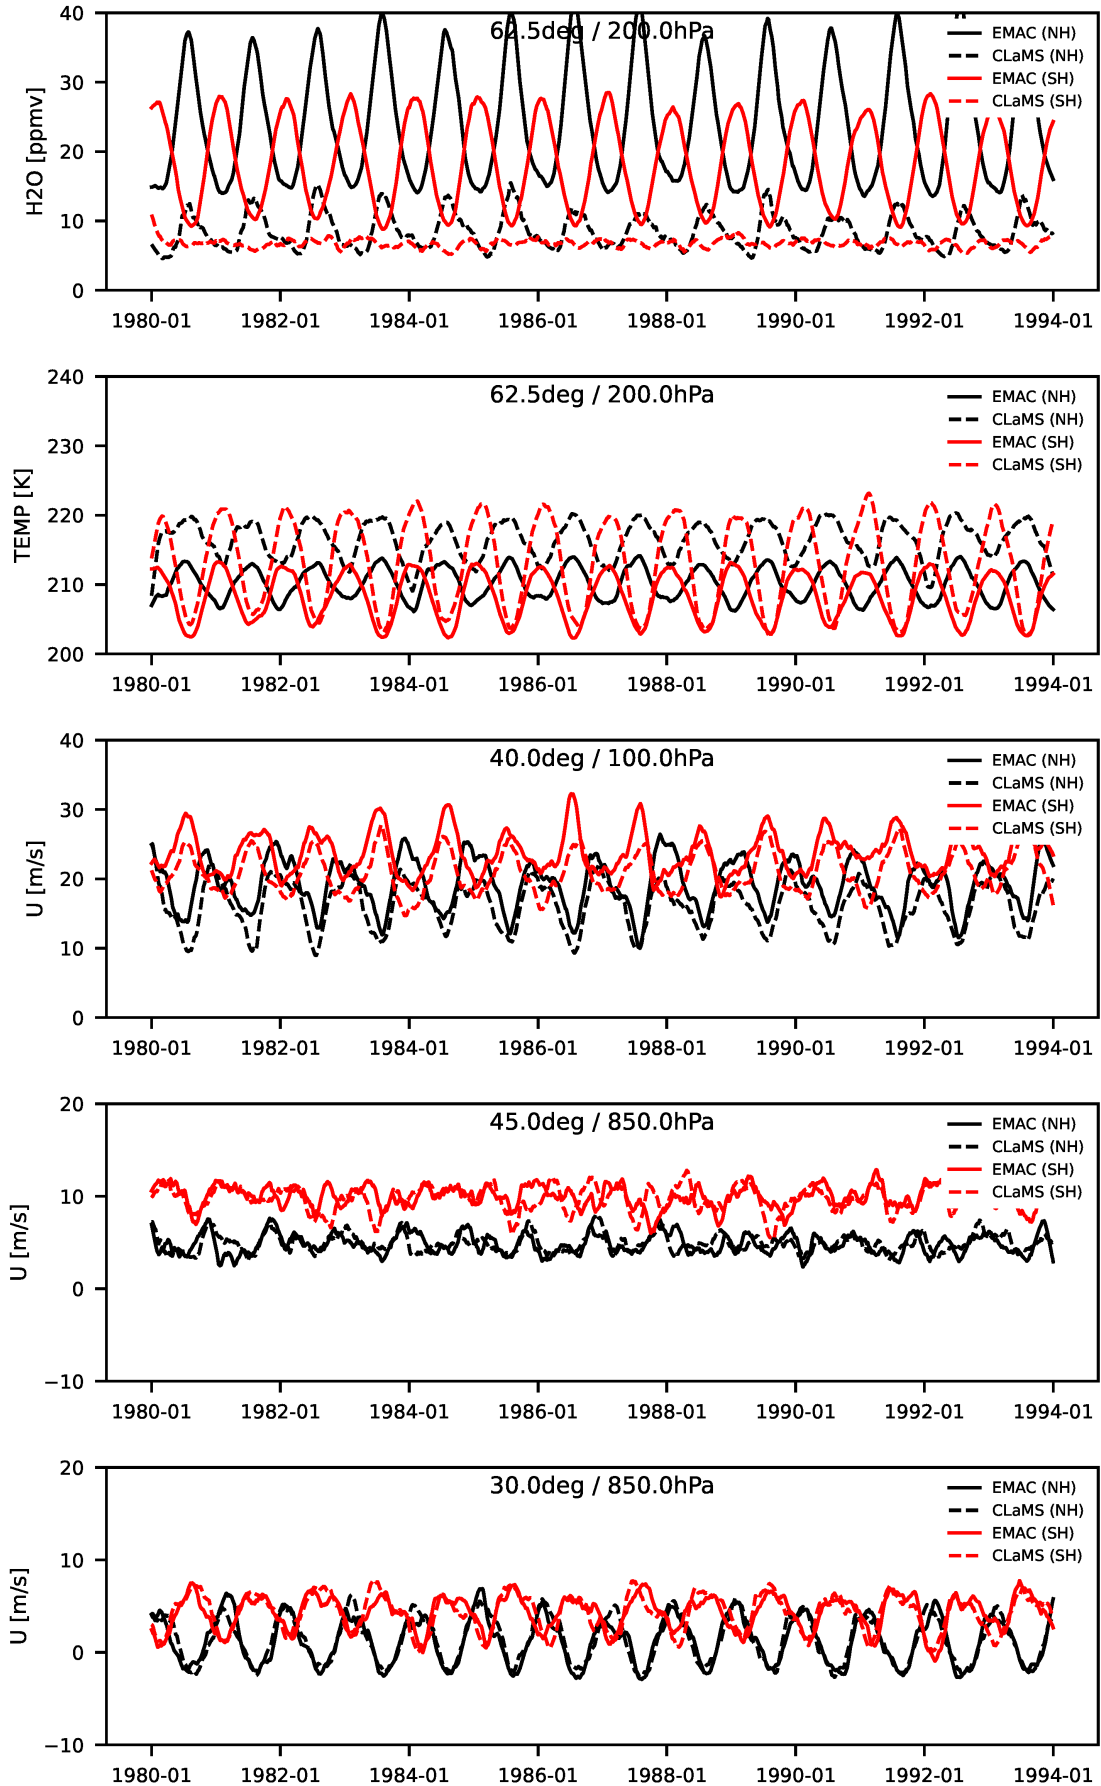 40
30
20
10
0
H2O [ppmv]
62.5deg / 200.0hPa
EMAC (NH)
CLaMS (NH)
EMAC (SH)
CLaMS (SH)
1980-01 1982-01 1984-01 1986-01 1988-01 1990-01 1992-01 1994-01
240
230
220
210
200
TEMP [K]
62.5deg / 200.0hPa
EMAC (NH)
CLaMS (NH)
EMAC (SH)
CLaMS (SH)
1980-01 1982-01 1984-01 1986-01 1988-01 1990-01 1992-01 1994-01
40
30
20
10
0
U [m/s]
40.0deg / 100.0hPa
EMAC (NH)
CLaMS (NH)
EMAC (SH)
CLaMS (SH)
1980-01 1982-01 1984-01 1986-01 1988-01 1990-01 1992-01 1994-01
20
10
0
−10
U [m/s]
45.0deg / 850.0hPa
EMAC (NH)
CLaMS (NH)
EMAC (SH)
CLaMS (SH)
1980-01 1982-01 1984-01 1986-01 1988-01 1990-01 1992-01 1994-01
20
10
0
−10
U [m/s]
30.0deg / 850.0hPa
EMAC (NH)
CLaMS (NH)
EMAC (SH)
CLaMS (SH)
1980-01 1982-01 1984-01 1986-01 1988-01 1990-01 1992-01 1994-01